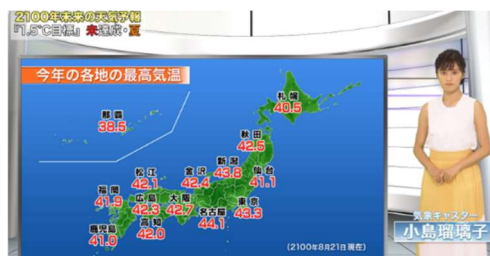 2100年未来の天気予報
『1.5℃目標』 未達成・夏
今年の各地の最高気温
札幌
40.5
那覇
38.5
秋田
42.5
新潟
43.8
仙台
41.1
松江
42.1
金沢
42.4
福岡
41.9
広島
42.3
大阪
42.7
東京
43.3
名古屋
44.1
高知
42.0
鹿児島
41.0
(2100年8月21日現在)
気象キャスター
小島瑠璃子